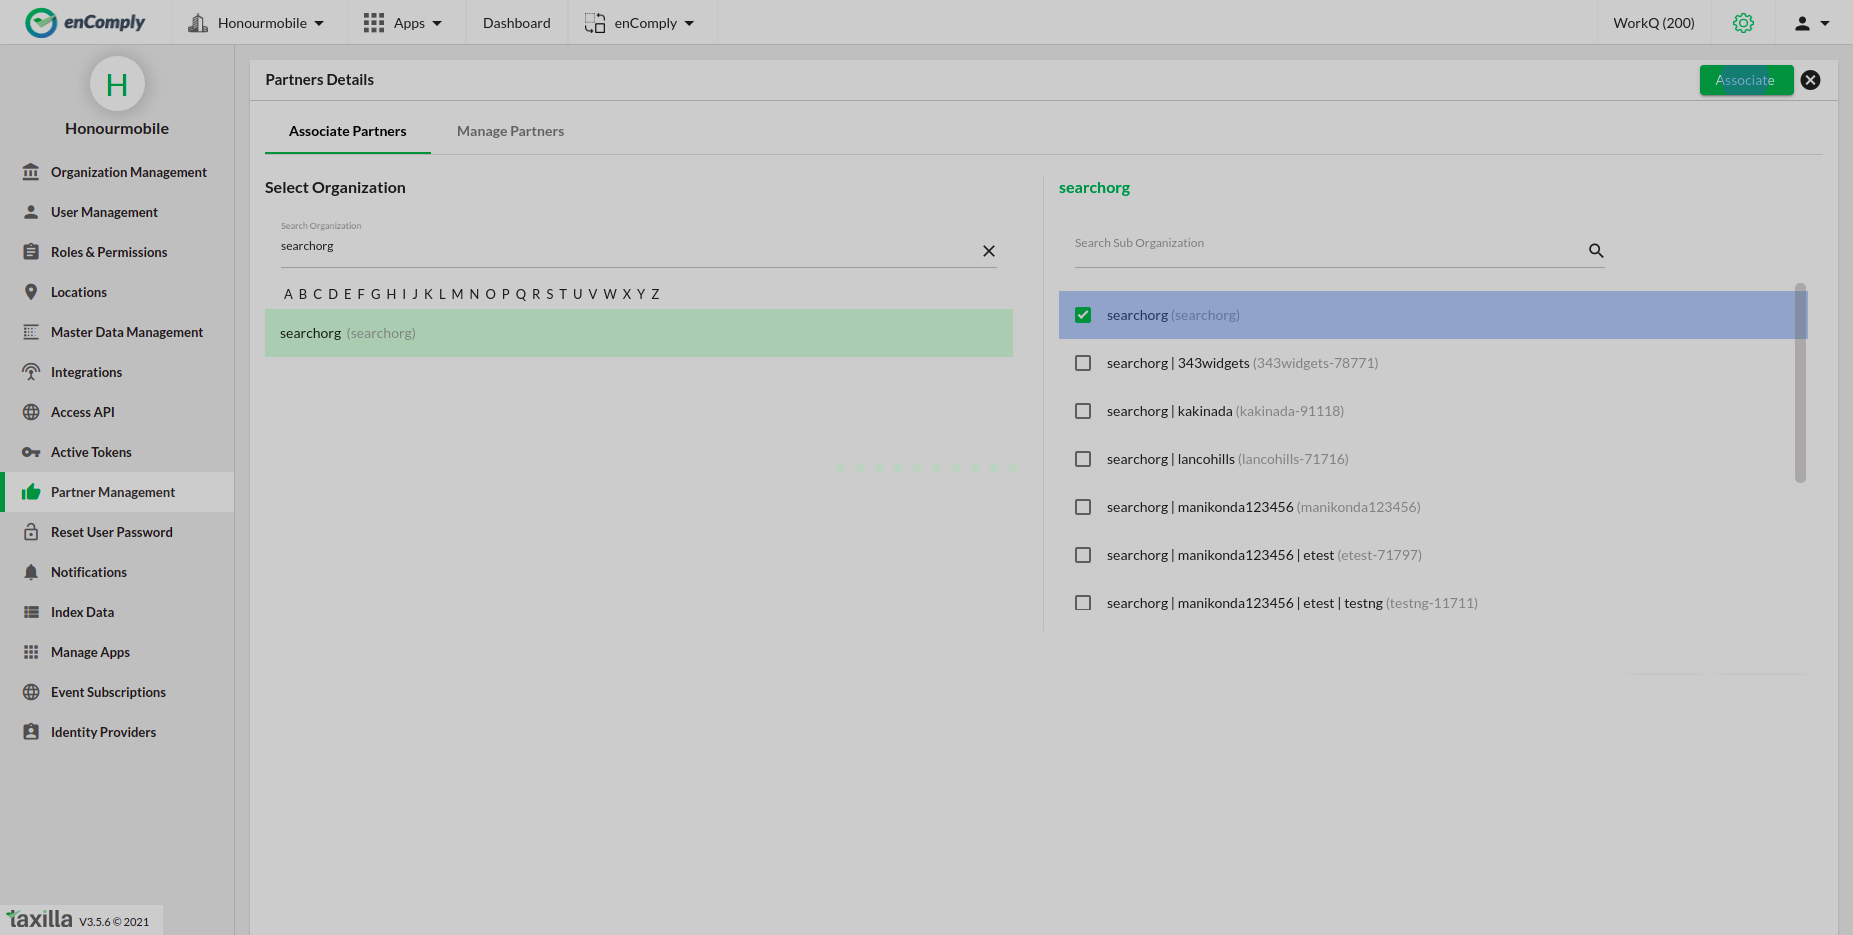 enComply
Honourmobile
Apps
Dashboard
enComply
WorkQ (200)
H
Honourmobile
Organization Management
User Management
Roles & Permissions
Locations
Master Data Management
Integrations
Access API
Active Tokens
Partner Management
Reset User Password
Notifications
Index Data
Manage Apps
Event Subscriptions
Identity Providers
taxilla V3.5.6 © 2021
Partners Details
Associate
Associate Partners
Manage Partners
Select Organization
Search Organization
searchorg
A B C D E F G H I J K L M N O P Q R S T U V W X Y Z
searchorg (searchorg)
searchorg
Search Sub Organization
searchorg (searchorg)
searchorg | 343widgets (343widgets-78771)
searchorg | kakinada (kakinada-91118)
searchorg | lancohills (lancohills-71716)
searchorg | manikonda123456 (manikonda123456)
searchorg | manikonda123456 | etest (etest-71797)
searchorg | manikonda123456 | etest | testng (testng-11711)